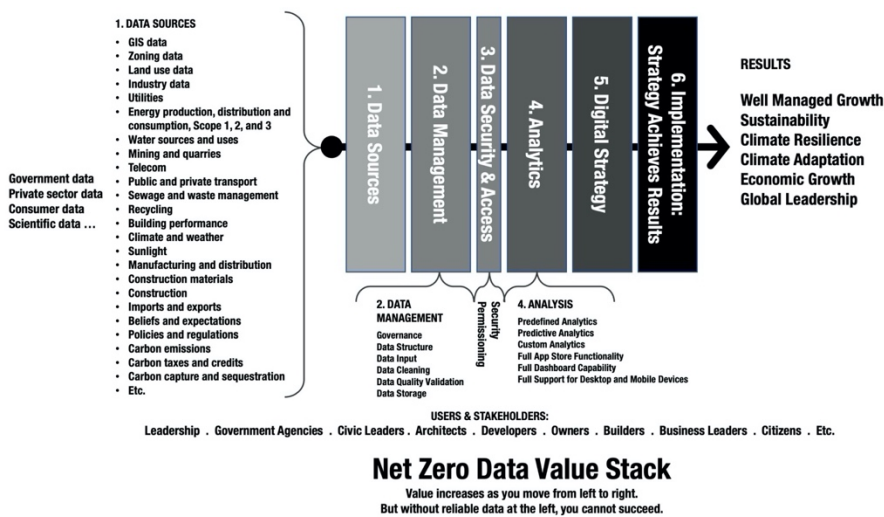 1. DATA SOURCES
• GIS data
• Zoning data
• Land use data
• Industry data
• Utilities
• Energy production, distribution and
consumption, Scope 1, 2, and 3
• Water sources and uses
• Mining and quarries
• Telecom
• Public and private transport
• Sewage and waste management
• Recycling
• Building performance
• Climate and weather
• Sunlight
• Manufacturing and distribution
• Construction materials
• Construction
• Imports and exports
• Beliefs and expectations
• Policies and regulations
• Carbon emissions
• Carbon taxes and credits
• Carbon capture and sequestration
• Etc.
Government data
Private sector data
Consumer data
Scientific data ...
1. Data Sources
2. Data Management
3. Data Security & Access
4. Analytics
5. Digital Strategy
6. Implementation:
Strategy Achieves Results
RESULTS
Well Managed Growth
Sustainability
Climate Resilience
Climate Adaptation
Economic Growth
Global Leadership
2. DATA
MANAGEMENT
Governance
Data Structure
Data Input
Data Cleaning
Data Quality Validation
Data Storage
Security
Permissioning
4. ANALYSIS
Predefined Analytics
Predictive Analytics
Custom Analytics
Full App Store Functionality
Full Dashboard Capability
Full Support for Desktop and Mobile Devices
USERS & STAKEHOLDERS:
Leadership . Government Agencies . Civic Leaders . Architects . Developers . Owners . Builders . Business Leaders . Citizens . Etc.
Net Zero Data Value Stack
Value increases as you move from left to right.
But without reliable data at the left, you cannot succeed.